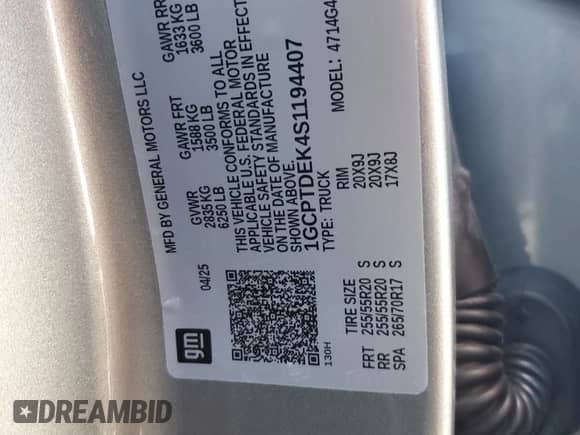 MFD BY GENERAL MOTORS LLC
04/25
GVWR
2835 KG
6250 LB
GAWR FRT
1588 KG
3500 LB
GAWR RR
1633 KG
3600 LB
THIS VEHICLE CONFORMS TO ALL
APPLICABLE U.S. FEDERAL MOTOR
VEHICLE SAFETY STANDARDS IN EFFECT
ON THE DATE OF MANUFACTURE
SHOWN ABOVE.
1GCPTDEK4S1194407
TYPE: TRUCK
MODEL: 4714G4
gm
130H
TIRE SIZE RIM
FRT 255/55R20 S 20X9J
RR 255/55R20 S 20X9J
SPA 265/70R17 S 17X8J
DREAMBID